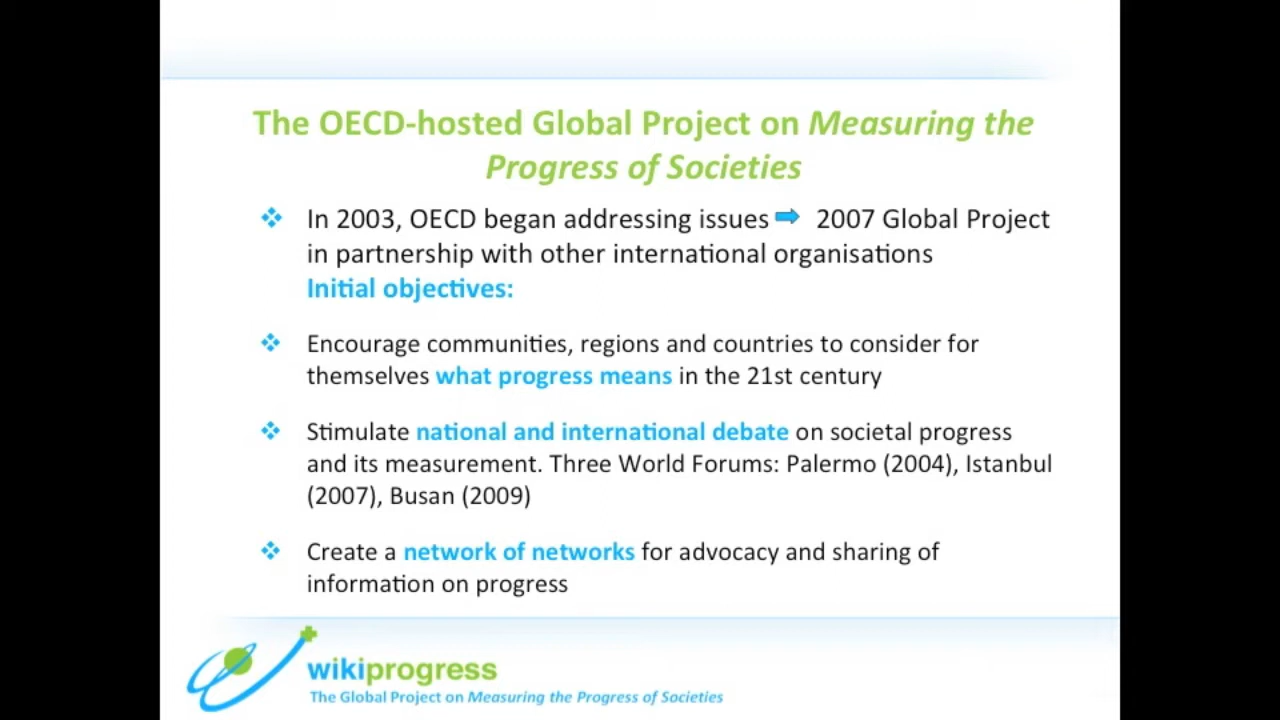 The OECD-hosted Global Project on Measuring the
Progress of Societies
In 2003, OECD began addressing issues 2007 Global Project
in partnership with other international organisations
Initial objectives:
Encourage communities, regions and countries to consider for
themselves what progress means in the 21st century
Stimulate national and international debate on societal progress
and its measurement. Three World Forums: Palermo (2004), Istanbul
(2007), Busan (2009)
Create a network of networks for advocacy and sharing of
information on progress
wikiprogress
The Global Project on Measuring the Progress of Societies